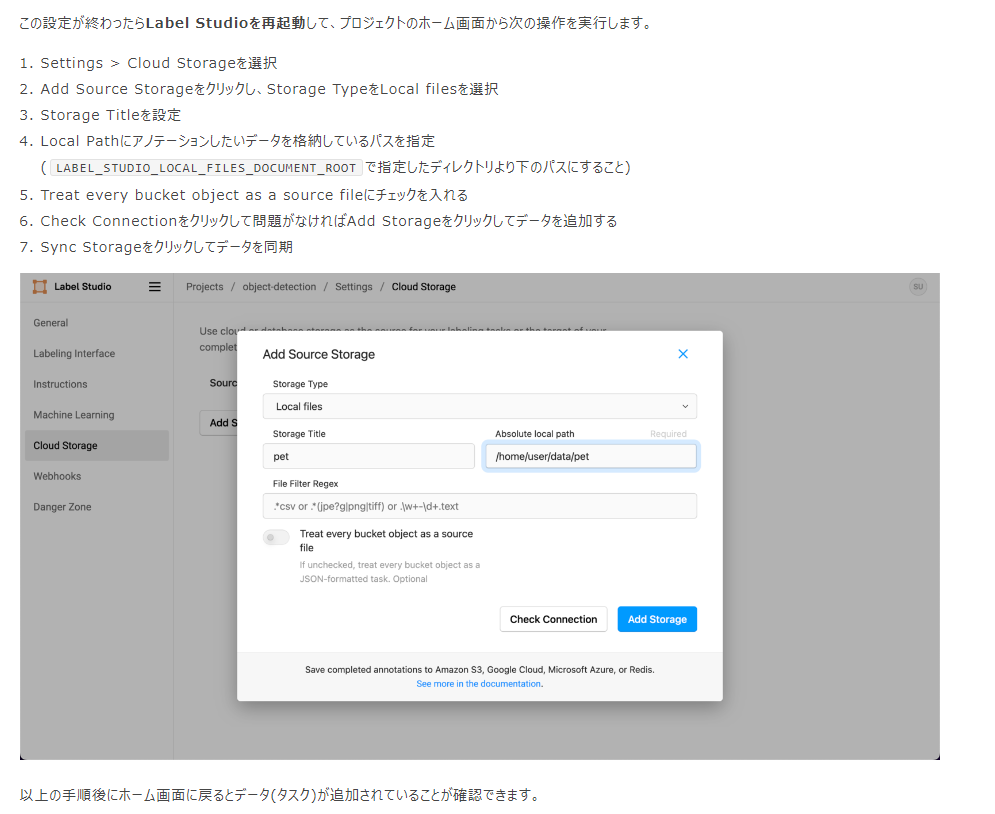 この設定が終わったらLabel Studioを再起動して、プロジェクトのホーム画面から次の操作を実行します。
1. Settings > Cloud Storageを選択
2. Add Source Storageをクリックし、Storage TypeをLocal filesを選択
3. Storage Titleを設定
4. Local Pathにアノテーションしたいデータを格納しているパスを指定
( LABEL_STUDIO_LOCAL_FILES_DOCUMENT_ROOT で指定したディレクトリより下のパスにすること)
5. Treat every bucket object as a source fileにチェックを入れる
6. Check Connectionをクリックして問題がなければAdd Storageをクリックしてデータを追加する
7. Sync Storageをクリックしてデータを同期
Label Studio
Projects / object-detection / Settings / Cloud Storage
SU
General
Labeling Interface
Instructions
Machine Learning
Cloud Storage
Webhooks
Danger Zone
Use cloud or database storage as the source for your labeling tasks or the target of your
complet
Sourc
Add S
Add Source Storage
Storage Type
Local files
Storage Title
pet
Absolute local path Required
/home/user/data/pet
File Filter Regex
.*csv or .*(jpe?g|png|tiff) or .\w+-\d+.text
Treat every bucket object as a source
file
If unchecked, treat every bucket object as a
JSON-formatted task. Optional
Check Connection
Add Storage
Save completed annotations to Amazon S3, Google Cloud, Microsoft Azure, or Redis.
See more in the documentation.
以上の手順後にホーム画面に戻るとデータ(タスク)が追加されていることが確認できます。